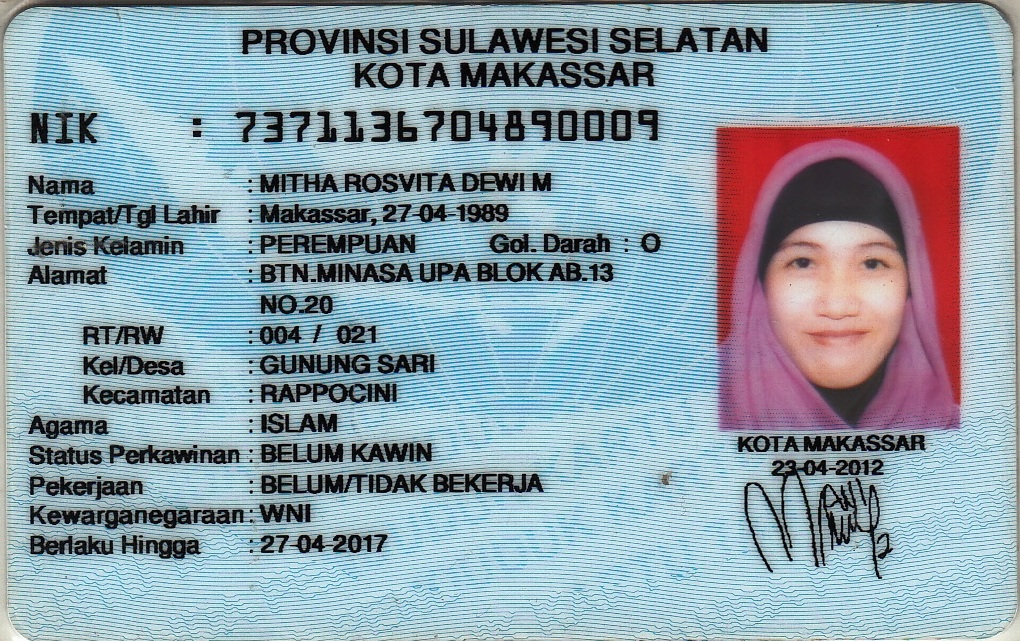 PROVINSI SULAWESI SELATAN
KOTA MAKASSAR
NIK : 7371136704890009
Nama : MITHA ROSVITA DEWI M
Tempat/Tgl Lahir : Makassar, 27-04-1989
Jenis Kelamin : PEREMPUAN Gol. Darah : O
Alamat : BTN.MINASA UPA BLOK AB.13
NO.20
RT/RW : 004 / 021
Kel/Desa : GUNUNG SARI
Kecamatan : RAPPOCINI
Agama : ISLAM
Status Perkawinan : BELUM KAWIN
Pekerjaan : BELUM/TIDAK BEKERJA
Kewarganegaraan : WNI
Berlaku Hingga : 27-04-2017
KOTA MAKASSAR
23-04-2012